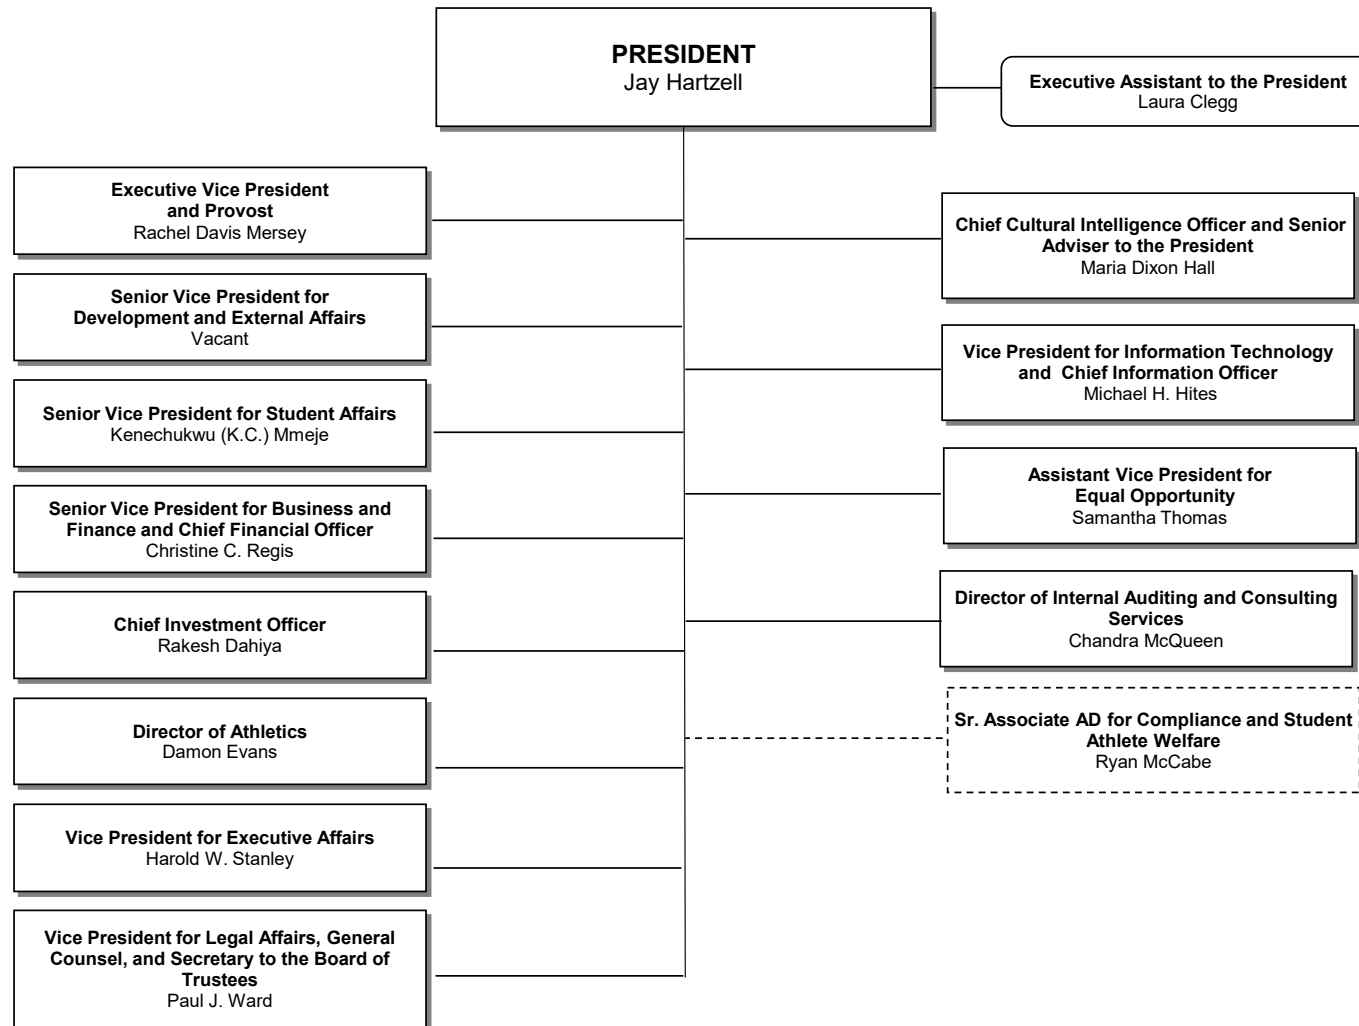 PRESIDENT
Jay Hartzell
Executive Assistant to the President
Laura Clegg
Executive Vice President
and Provost
Rachel Davis Mersey
Senior Vice President for
Development and External Affairs
Vacant
Senior Vice President for Student Affairs
Kenechukwu (K.C.) Mmeje
Senior Vice President for Business and
Finance and Chief Financial Officer
Christine C. Regis
Chief Investment Officer
Rakesh Dahiya
Director of Athletics
Damon Evans
Vice President for Executive Affairs
Harold W. Stanley
Vice President for Legal Affairs, General
Counsel, and Secretary to the Board of
Trustees
Paul J. Ward
Chief Cultural Intelligence Officer and Senior
Adviser to the President
Maria Dixon Hall
Vice President for Information Technology
and Chief Information Officer
Michael H. Hites
Assistant Vice President for
Equal Opportunity
Samantha Thomas
Director of Internal Auditing and Consulting
Services
Chandra McQueen
Sr. Associate AD for Compliance and Student
Athlete Welfare
Ryan McCabe